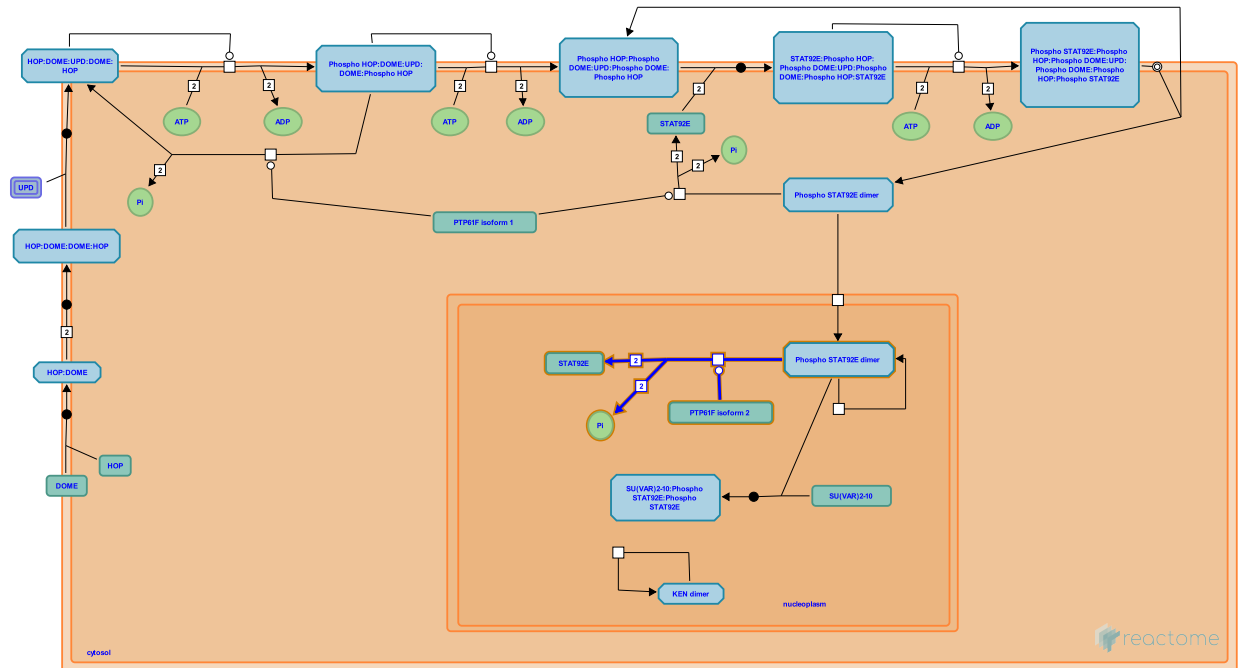 HOP:DOME:UPD:DOME:
HOP
Phospho HOP:DOME:UPD:
DOME:Phospho HOP
Phospho HOP:Phospho
DOME:UPD:Phospho DOME:
Phospho HOP
STAT92E:Phospho HOP:
Phospho DOME:UPD:Phospho
DOME:Phospho HOP:STAT92E
Phospho STAT92E:Phospho
HOP:Phospho DOME:UPD:
Phospho DOME:Phospho
HOP:Phospho STAT92E
2
2
2
2
2
2
2
ATP
ADP
ATP
ADP
STAT92E
ATP
ADP
2
2
2
Pi
Pi
UPD
Phospho STAT92E dimer
PTP61F isoform 1
HOP:DOME:DOME:HOP
2
HOP:DOME
HOP
DOME
STAT92E
2
Phospho STAT92E dimer
2
PTP61F isoform 2
Pi
SU(VAR)2-10:Phospho
STAT92E:Phospho
STAT92E
SU(VAR)2-10
KEN dimer
nucleoplasm
cytosol
reactome